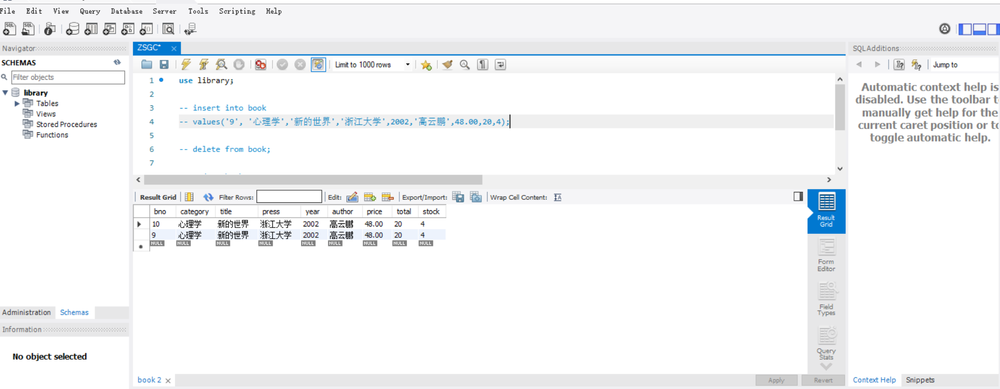 File Edit View Query Database Server Tools Scripting Help
Navigator
SCHEMAS
Filter objects
library
Tables
Views
Stored Procedures
Functions
Administration Schemas
Information
No object selected
ZSGC*
Limit to 1000 rows
1 use library;
2
3 -- insert into book
4 -- values('9', '心理学','新的世界','浙江大学',2002,'高云鹏',48.00,20,4);
5
6 -- delete from book;
7
Result Grid Filter Rows: Edit: Export/Import: Wrap Cell Content:
bno category title press year author price total stock
10 心理学 新的世界 浙江大学 2002 高云鹏 48.00 20 4
9 心理学 新的世界 浙江大学 2002 高云鹏 48.00 20 4
NULL NULL NULL NULL NULL NULL NULL NULL NULL
Result
Grid
Form
Editor
Field
Types
Query
Stats
book 2
Apply Revert
SQLAdditions
Jump to
Automatic context help is
disabled. Use the toolbar t
manually get help for the
current caret position or to
toggle automatic help.
Context Help Snippets